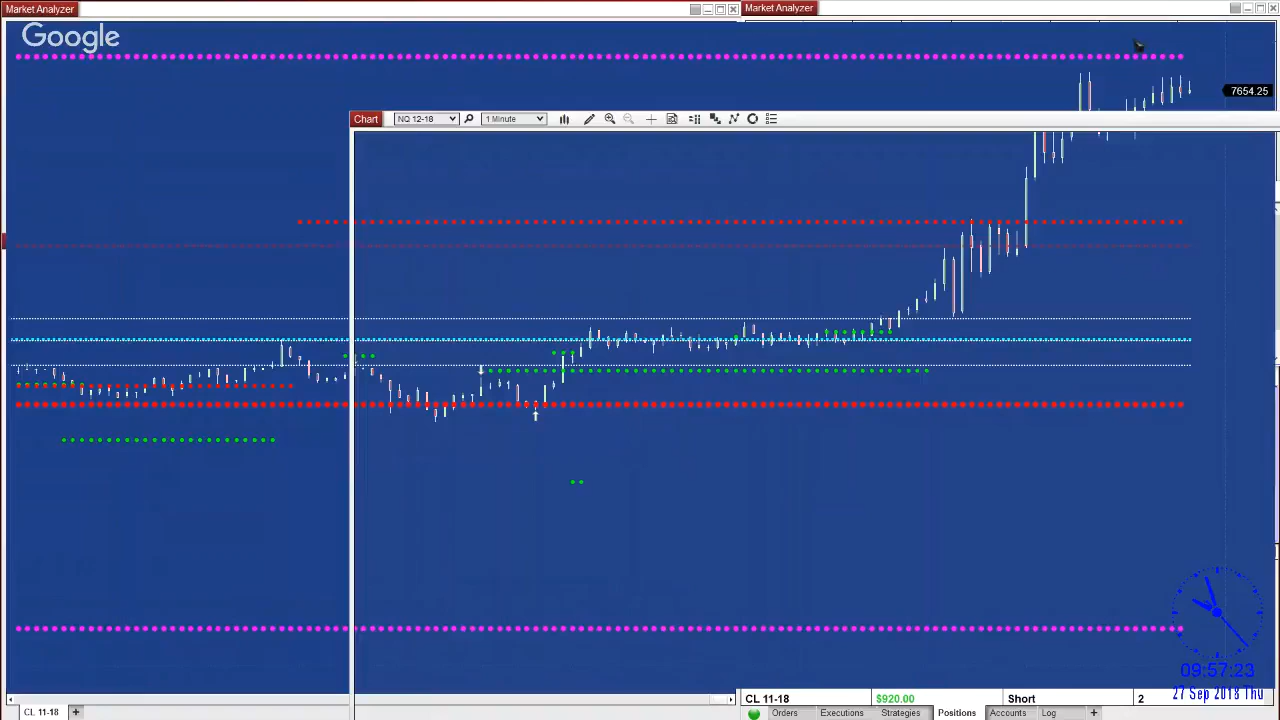 Market Analyzer
Market Analyzer
Google
7654.25
Chart NQ 12-18 1 Minute
09:57:23
27 Sep 2018 Thu
CL 11-18 $920.00 Short 2
CL 11-18 +
Orders Executions Strategies Positions Accounts Log +